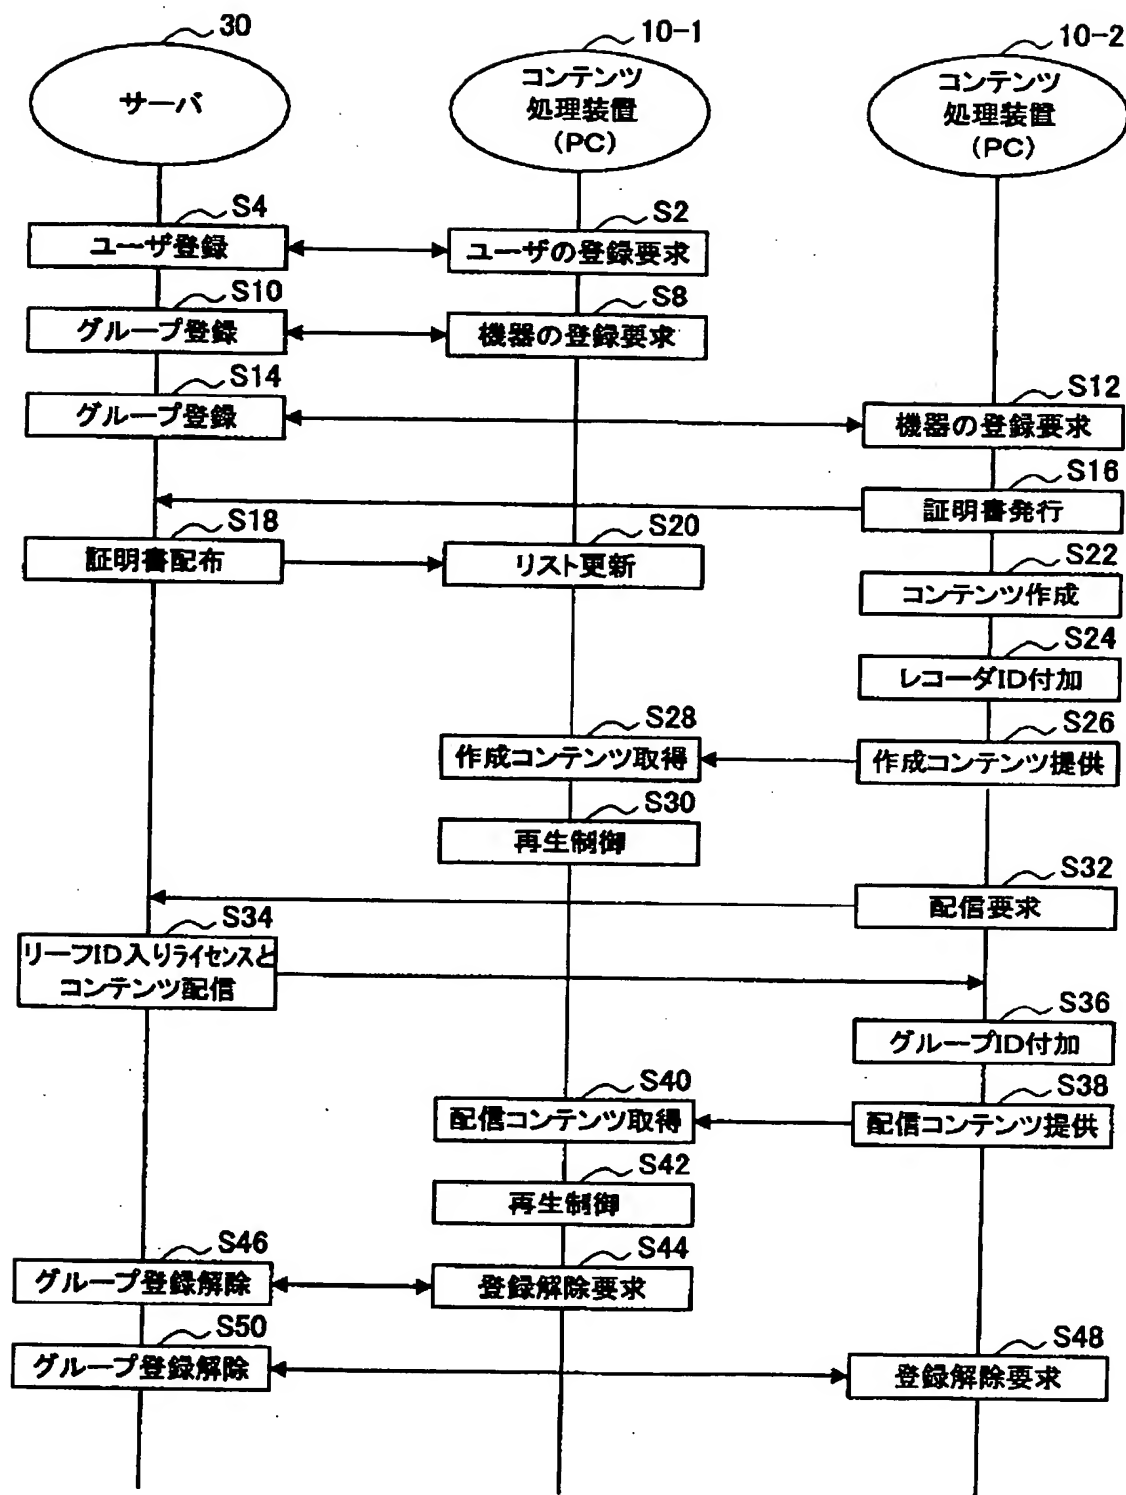 30
10-1
10-2
サーバ
コンテンツ
処理装置
(PC)
コンテンツ
処理装置
(PC)
S4
ユーザ登録
S2
ユーザの登録要求
S10
グループ登録
S8
機器の登録要求
S14
グループ登録
S12
機器の登録要求
S16
証明書発行
S18
証明書配布
S20
リスト更新
S22
コンテンツ作成
S24
レコーダID付加
S28
作成コンテンツ取得
S26
作成コンテンツ提供
S30
再生制御
S32
配信要求
S34
リーフID入りライセンスと
コンテンツ配信
S36
グループID付加
S40
配信コンテンツ取得
S38
配信コンテンツ提供
S42
再生制御
S46
グループ登録解除
S44
登録解除要求
S50
グループ登録解除
S48
登録解除要求